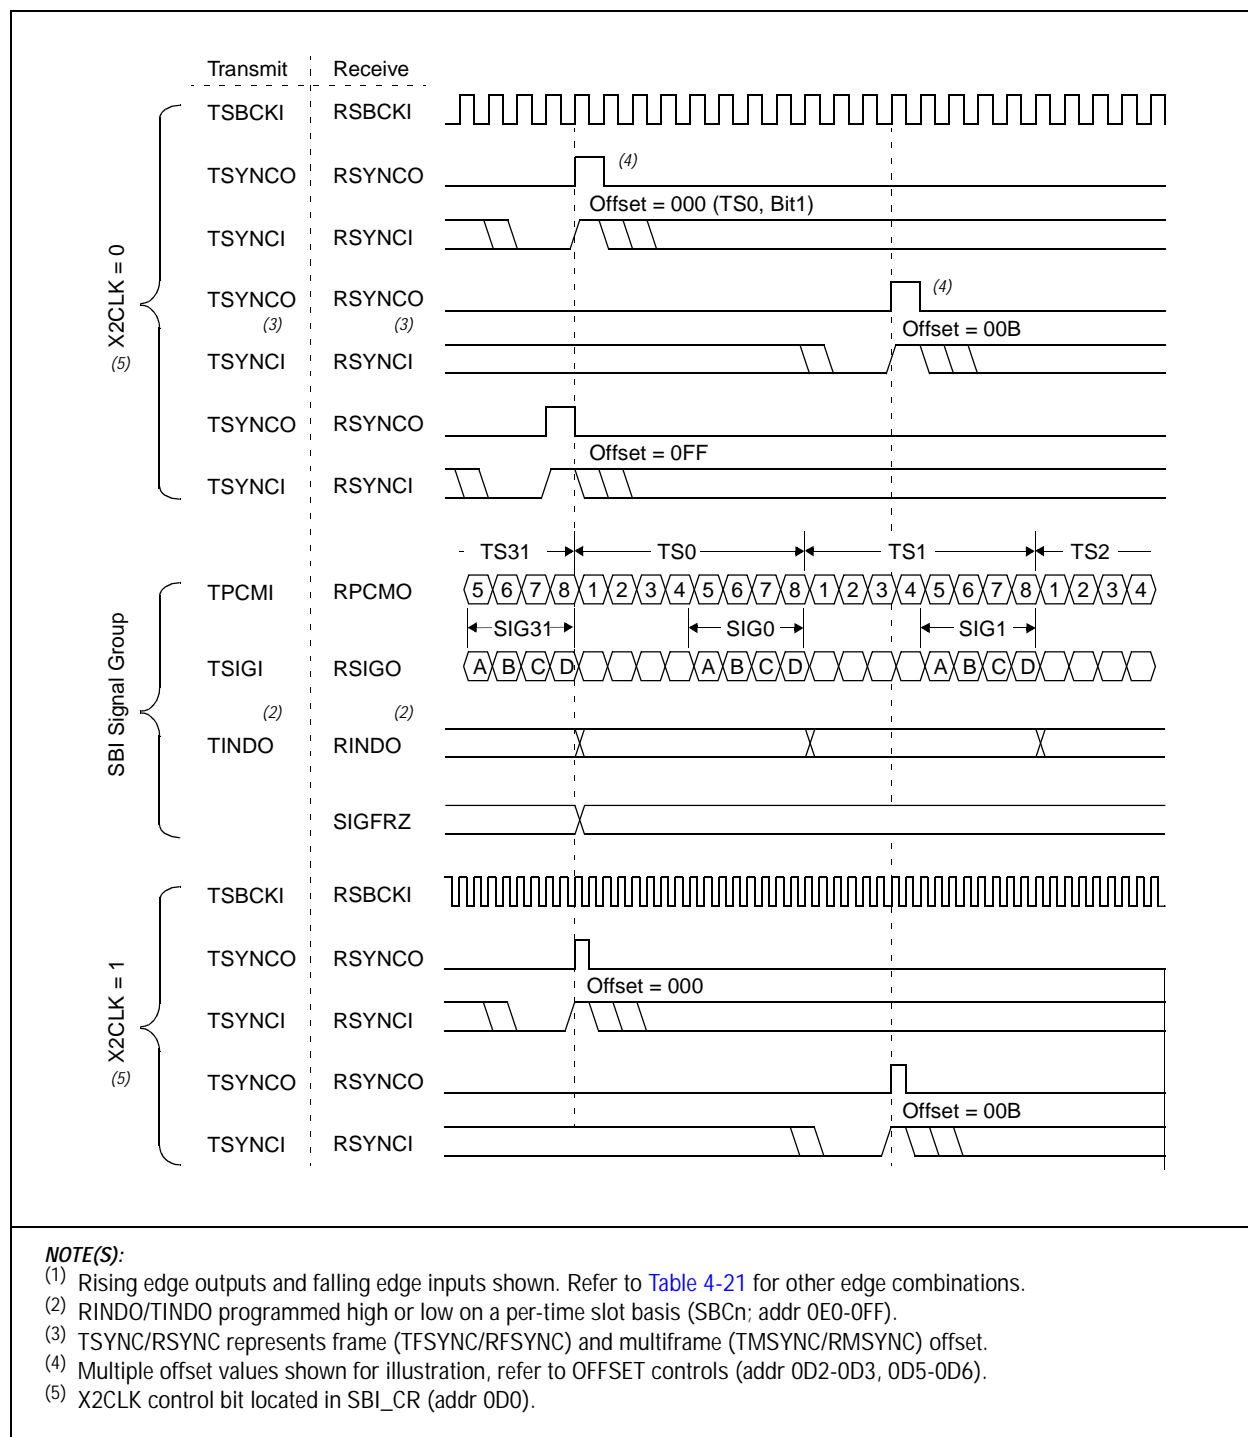 Transmit Receive
TSBCKI RSBCKI
TSYNCO RSYNCO (4)
Offset = 000 (TS0, Bit1)
TSYNCI RSYNCI
X2CLK = 0
(5)
TSYNCO RSYNCO (4)
(3) (3) Offset = 00B
TSYNCI RSYNCI
TSYNCO RSYNCO
Offset = 0FF
TSYNCI RSYNCI
TS31 TS0 TS1 TS2
TPCMI RPCMO 5 6 7 8 1 2 3 4 5 6 7 8 1 2 3 4 5 6 7 8 1 2 3 4
SIG31 SIG0 SIG1
TSIGI RSIGO A B C D A B C D A B C D
SBI Signal Group
(2) (2)
TINDO RINDO
SIGFRZ
TSBCKI RSBCKI
TSYNCO RSYNCO
Offset = 000
TSYNCI RSYNCI
X2CLK = 1
(5)
TSYNCO RSYNCO
Offset = 00B
TSYNCI RSYNCI
NOTE(S):
(1) Rising edge outputs and falling edge inputs shown. Refer to Table 4-21 for other edge combinations.
(2) RINDO/TINDO programmed high or low on a per-time slot basis (SBCn; addr 0E0-0FF).
(3) TSYNC/RSYNC represents frame (TFSYNC/RFSYNC) and multiframe (TMSYNC/RMSYNC) offset.
(4) Multiple offset values shown for illustration, refer to OFFSET controls (addr 0D2-0D3, 0D5-0D6).
(5) X2CLK control bit located in SBI_CR (addr 0D0).